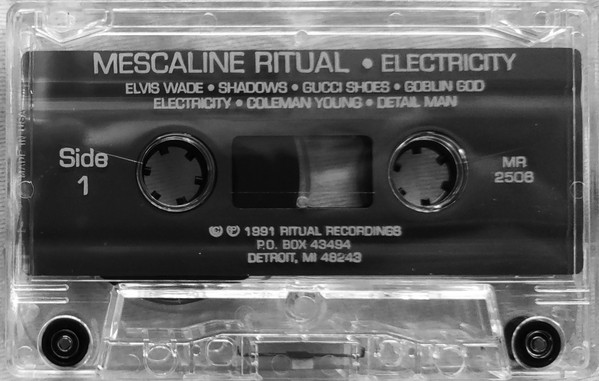 MESCALINE RITUAL • ELECTRICITY
ELVIS WADE • SHADOWS • GUCCI SHOES • GOBLIN GOD
ELECTRICITY • COLEMAN YOUNG • DETAIL MAN
Side
1
MR
2508
© ℗ 1991 RITUAL RECORDINGS
P.O. BOX 43494
DETROIT, MI 48243